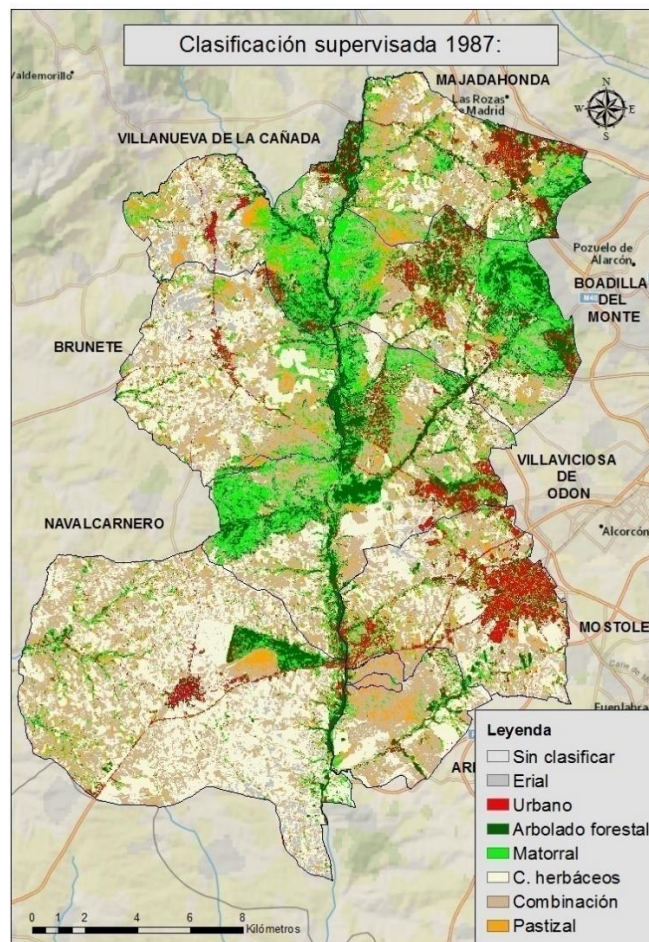 Clasificación supervisada 1987:
Valdemorillo
MAJADAHONDA
Las Rozas
Madrid
N
W
E
S
VILLANUEVA DE LA CAÑADA
Pozuelo de
Alarcón
BOADILLA
DEL
MONTE
BRUNETE
VILLAVICIOSA
DE
ODON
NAVALCARNERO
Alcorcón
MOSTOLE
Fuenlabra
Leyenda
Sin clasificar
Erial
Urbano
Arbolado forestal
Matorral
C. herbáceos
Combinación
Pastizal
0 1 2 4 6 8
Kilómetros